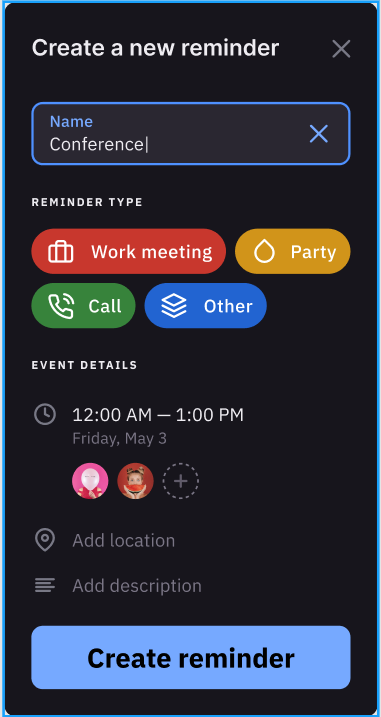 Create a new reminder
Name
Conference
REMINDER TYPE
Work meeting
Party
Call
Other
EVENT DETAILS
12:00 AM — 1:00 PM
Friday, May 3
Add location
Add description
Create reminder